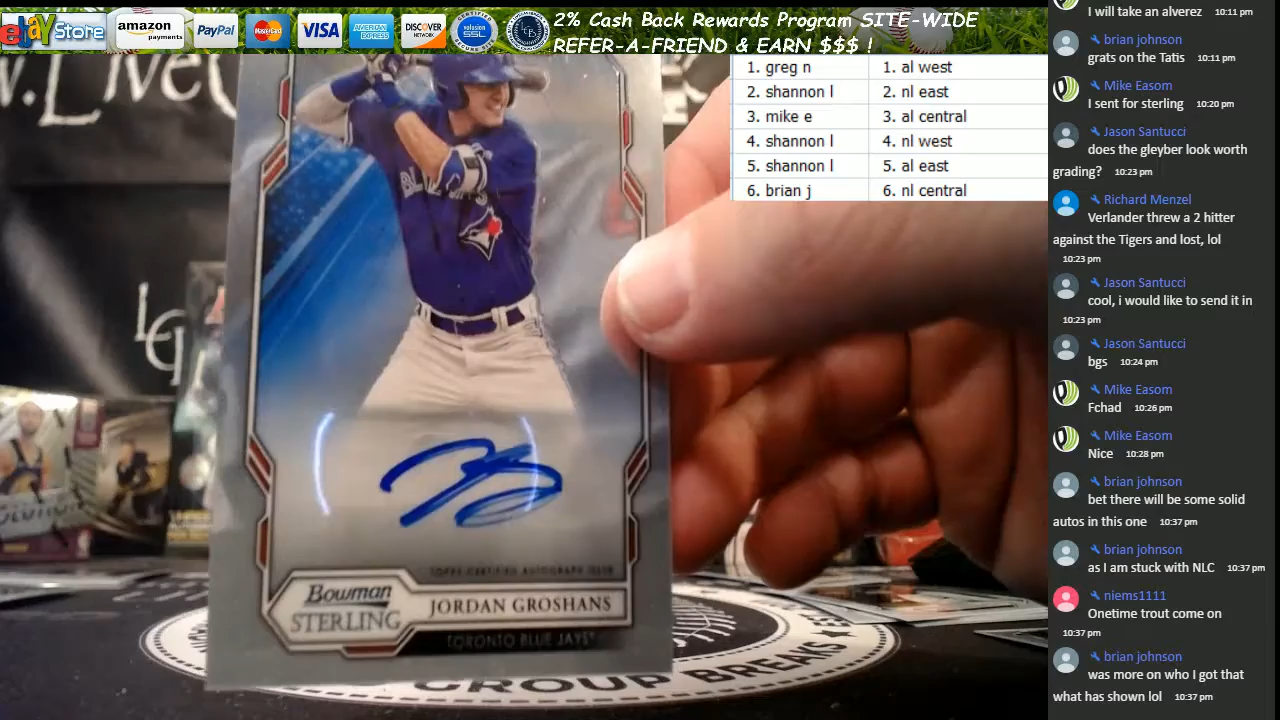 ebay Store
amazon
payments
PayPal
MasterCard
VISA
AMERICAN
EXPRESS
DISCOVER
NETWORK
SSL
2% Cash Back Rewards Program SITE-WIDE
REFER-A-FRIEND & EARN $$$ !
1. greg n 1. al west
2. shannon l 2. nl east
3. mike e 3. al central
4. shannon l 4. nl west
5. shannon l 5. al east
6. brian j 6. nl central
TOPPS CERTIFIED AUTOGRAPH ISSUE
Bowman
STERLING
JORDAN GROSHANS
TORONTO BLUE JAYS
GROUP BREAKS
I will take an alverez 10:11 pm
brian johnson
grats on the Tatis 10:11 pm
Mike Easom
I sent for sterling 10:20 pm
Jason Santucci
does the gleyber look worth
grading? 10:23 pm
Richard Menzel
Verlander threw a 2 hitter
against the Tigers and lost, lol
10:23 pm
Jason Santucci
cool, i would like to send it in
10:23 pm
Jason Santucci
bgs 10:24 pm
Mike Easom
Fchad 10:26 pm
Mike Easom
Nice 10:28 pm
brian johnson
bet there will be some solid
autos in this one 10:37 pm
brian johnson
as I am stuck with NLC 10:37 pm
niems1111
Onetime trout come on
10:37 pm
brian johnson
was more on who I got that
what has shown lol 10:37 pm